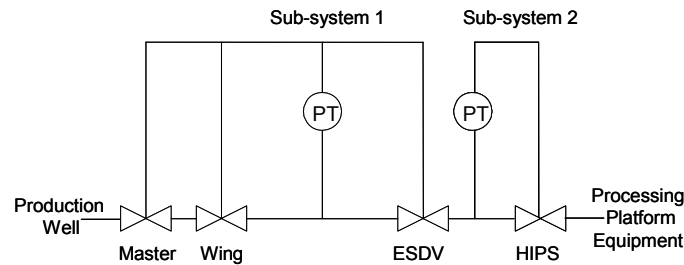 Sub-system 1
Sub-system 2
PT
PT
Production
Well
Master
Wing
ESDV
HIPS
Processing
Platform
Equipment